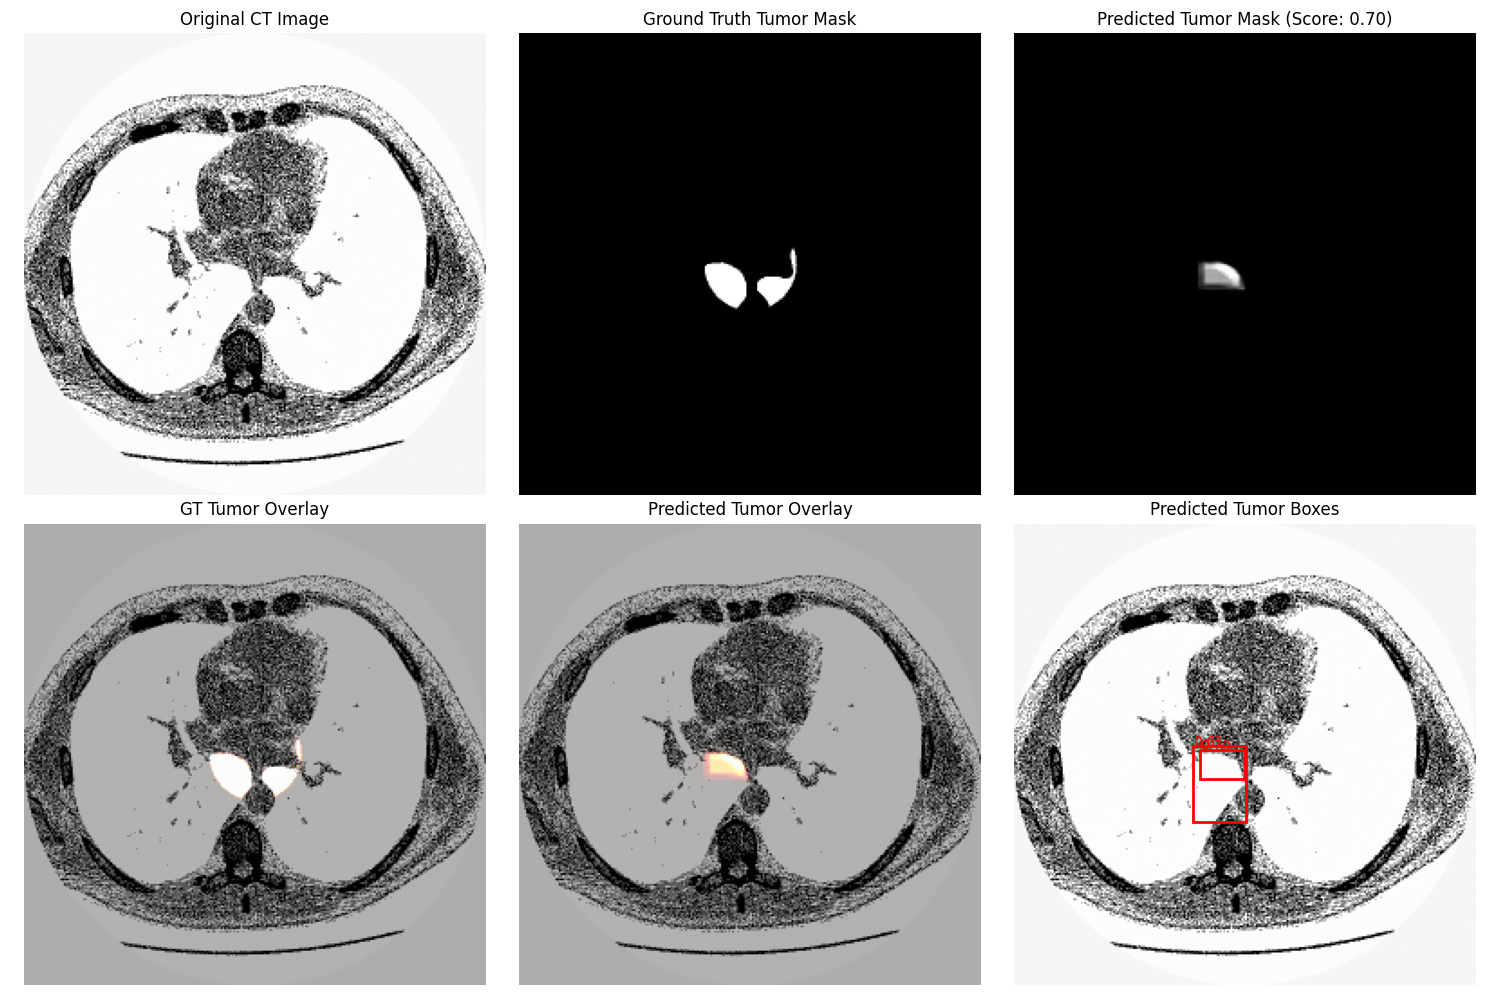 Original CT Image
Ground Truth Tumor Mask
Predicted Tumor Mask (Score: 0.70)
GT Tumor Overlay
Predicted Tumor Overlay
Predicted Tumor Boxes